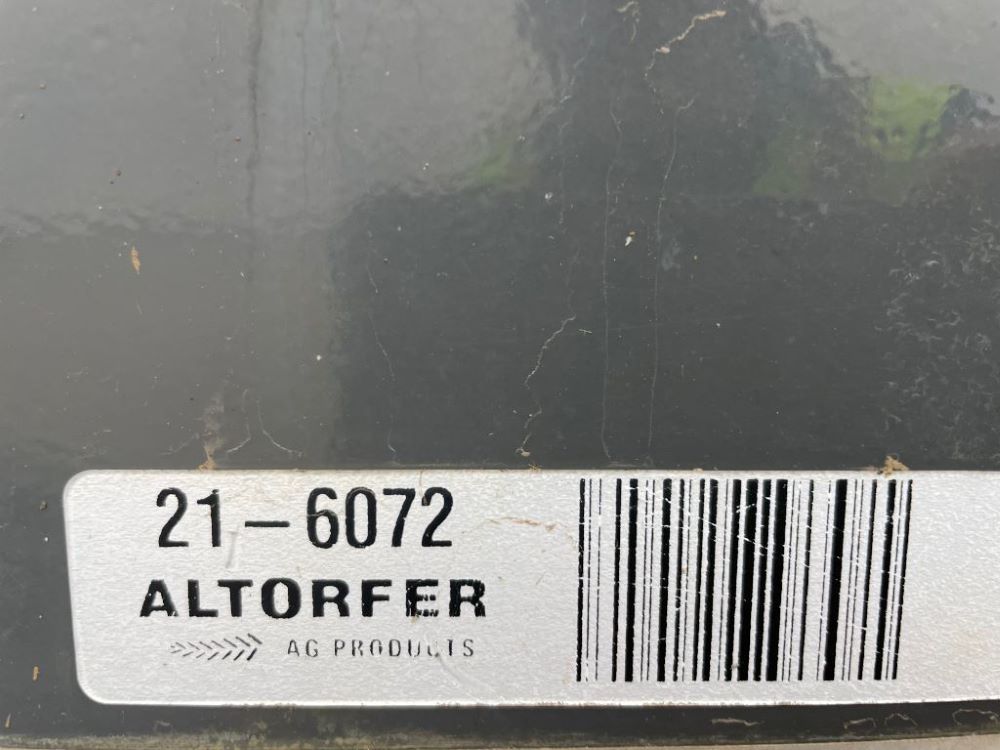 21-6072
ALTORFER
AG PRODUCTS